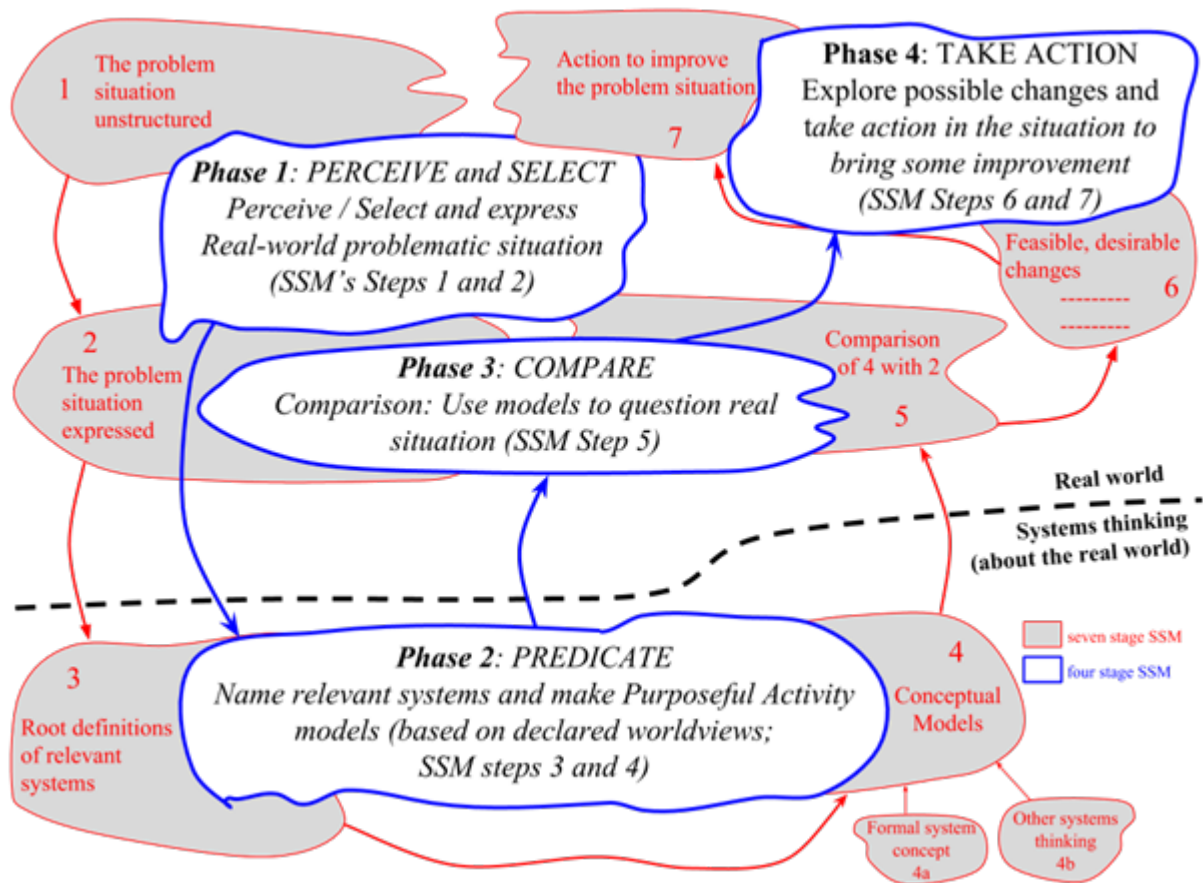 1
The problem
situation
unstructured
Action to improve
the problem situation
7
Phase 4: TAKE ACTION
Explore possible changes and
take action in the situation to
bring some improvement
(SSM Steps 6 and 7)
Phase 1: PERCEIVE and SELECT
Perceive / Select and express
Real-world problematic situation
(SSM's Steps 1 and 2)
Feasible, desirable
changes
6
---------
---------
2
The problem
situation
expressed
Phase 3: COMPARE
Comparison: Use models to question real
situation (SSM Step 5)
Comparison
of 4 with 2
5
Real world
Systems thinking
(about the real world)
3
Root definitions
of relevant
systems
Phase 2: PREDICATE
Name relevant systems and make Purposeful Activity
models (based on declared worldviews;
SSM steps 3 and 4)
4
Conceptual
Models
seven stage SSM
four stage SSM
Formal system
concept
4a
Other systems
thinking
4b